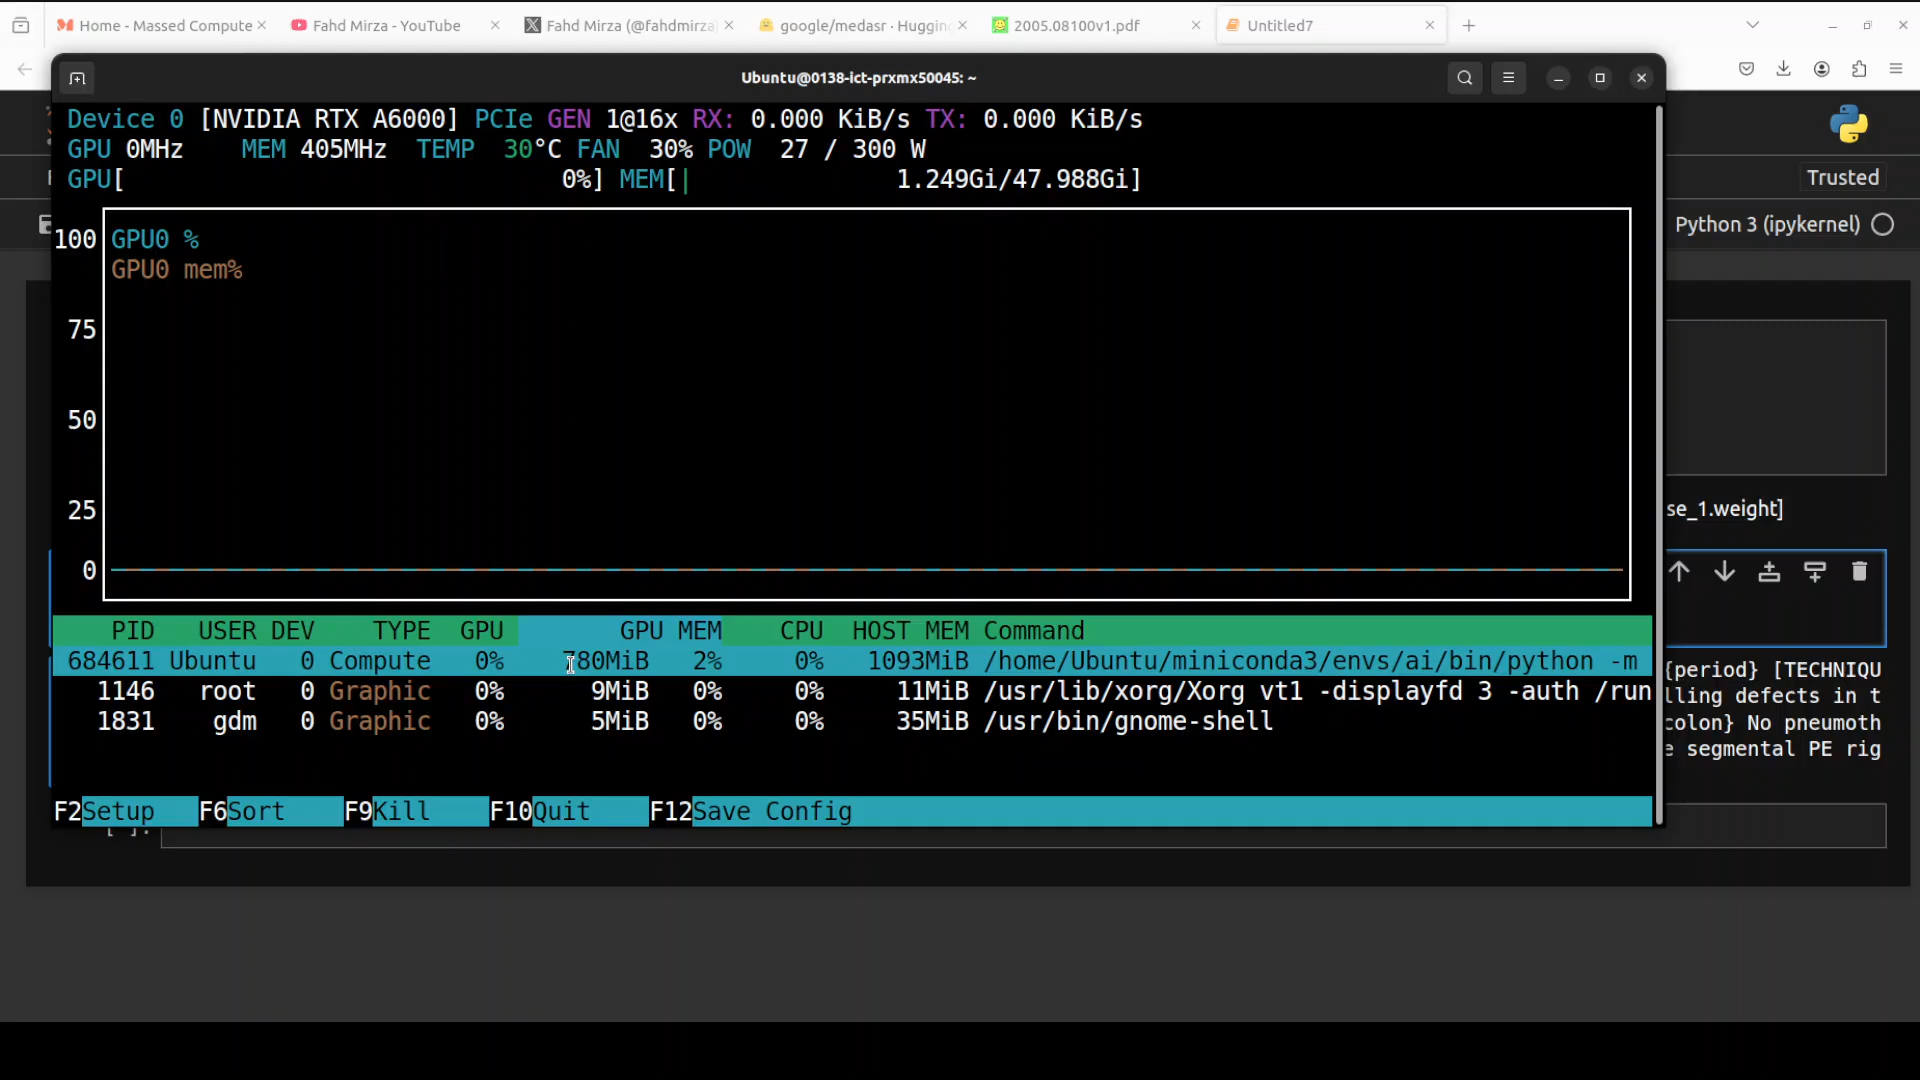 Home - Massed Compute
Fahd Mirza - YouTube
Fahd Mirza (@fahdmirza)
google/medasr · Hugging
2005.08100v1.pdf
Untitled7
Ubuntu@0138-ict-prxmx50045: ~
Device 0 [NVIDIA RTX A6000] PCIe GEN 1@16x RX: 0.000 KiB/s TX: 0.000 KiB/s
GPU 0MHz MEM 405MHz TEMP 30°C FAN 30% POW 27 / 300 W
GPU[ 0%] MEM[| 1.249Gi/47.988Gi]
Trusted
Python 3 (ipykernel)
100 GPU0 %
GPU0 mem%
75
50
25
0
se_1.weight]
PID USER DEV TYPE GPU GPU MEM CPU HOST MEM Command
684611 Ubuntu 0 Compute 0% 780MiB 2% 0% 1093MiB /home/Ubuntu/miniconda3/envs/ai/bin/python -m
1146 root 0 Graphic 0% 9MiB 0% 0% 11MiB /usr/lib/xorg/Xorg vt1 -displayfd 3 -auth /run
1831 gdm 0 Graphic 0% 5MiB 0% 0% 35MiB /usr/bin/gnome-shell
{period} [TECHNIQU
lling defects in t
colon} No pneumoth
e segmental PE rig
F2Setup F6Sort F9Kill F10Quit F12Save Config
[ ]: